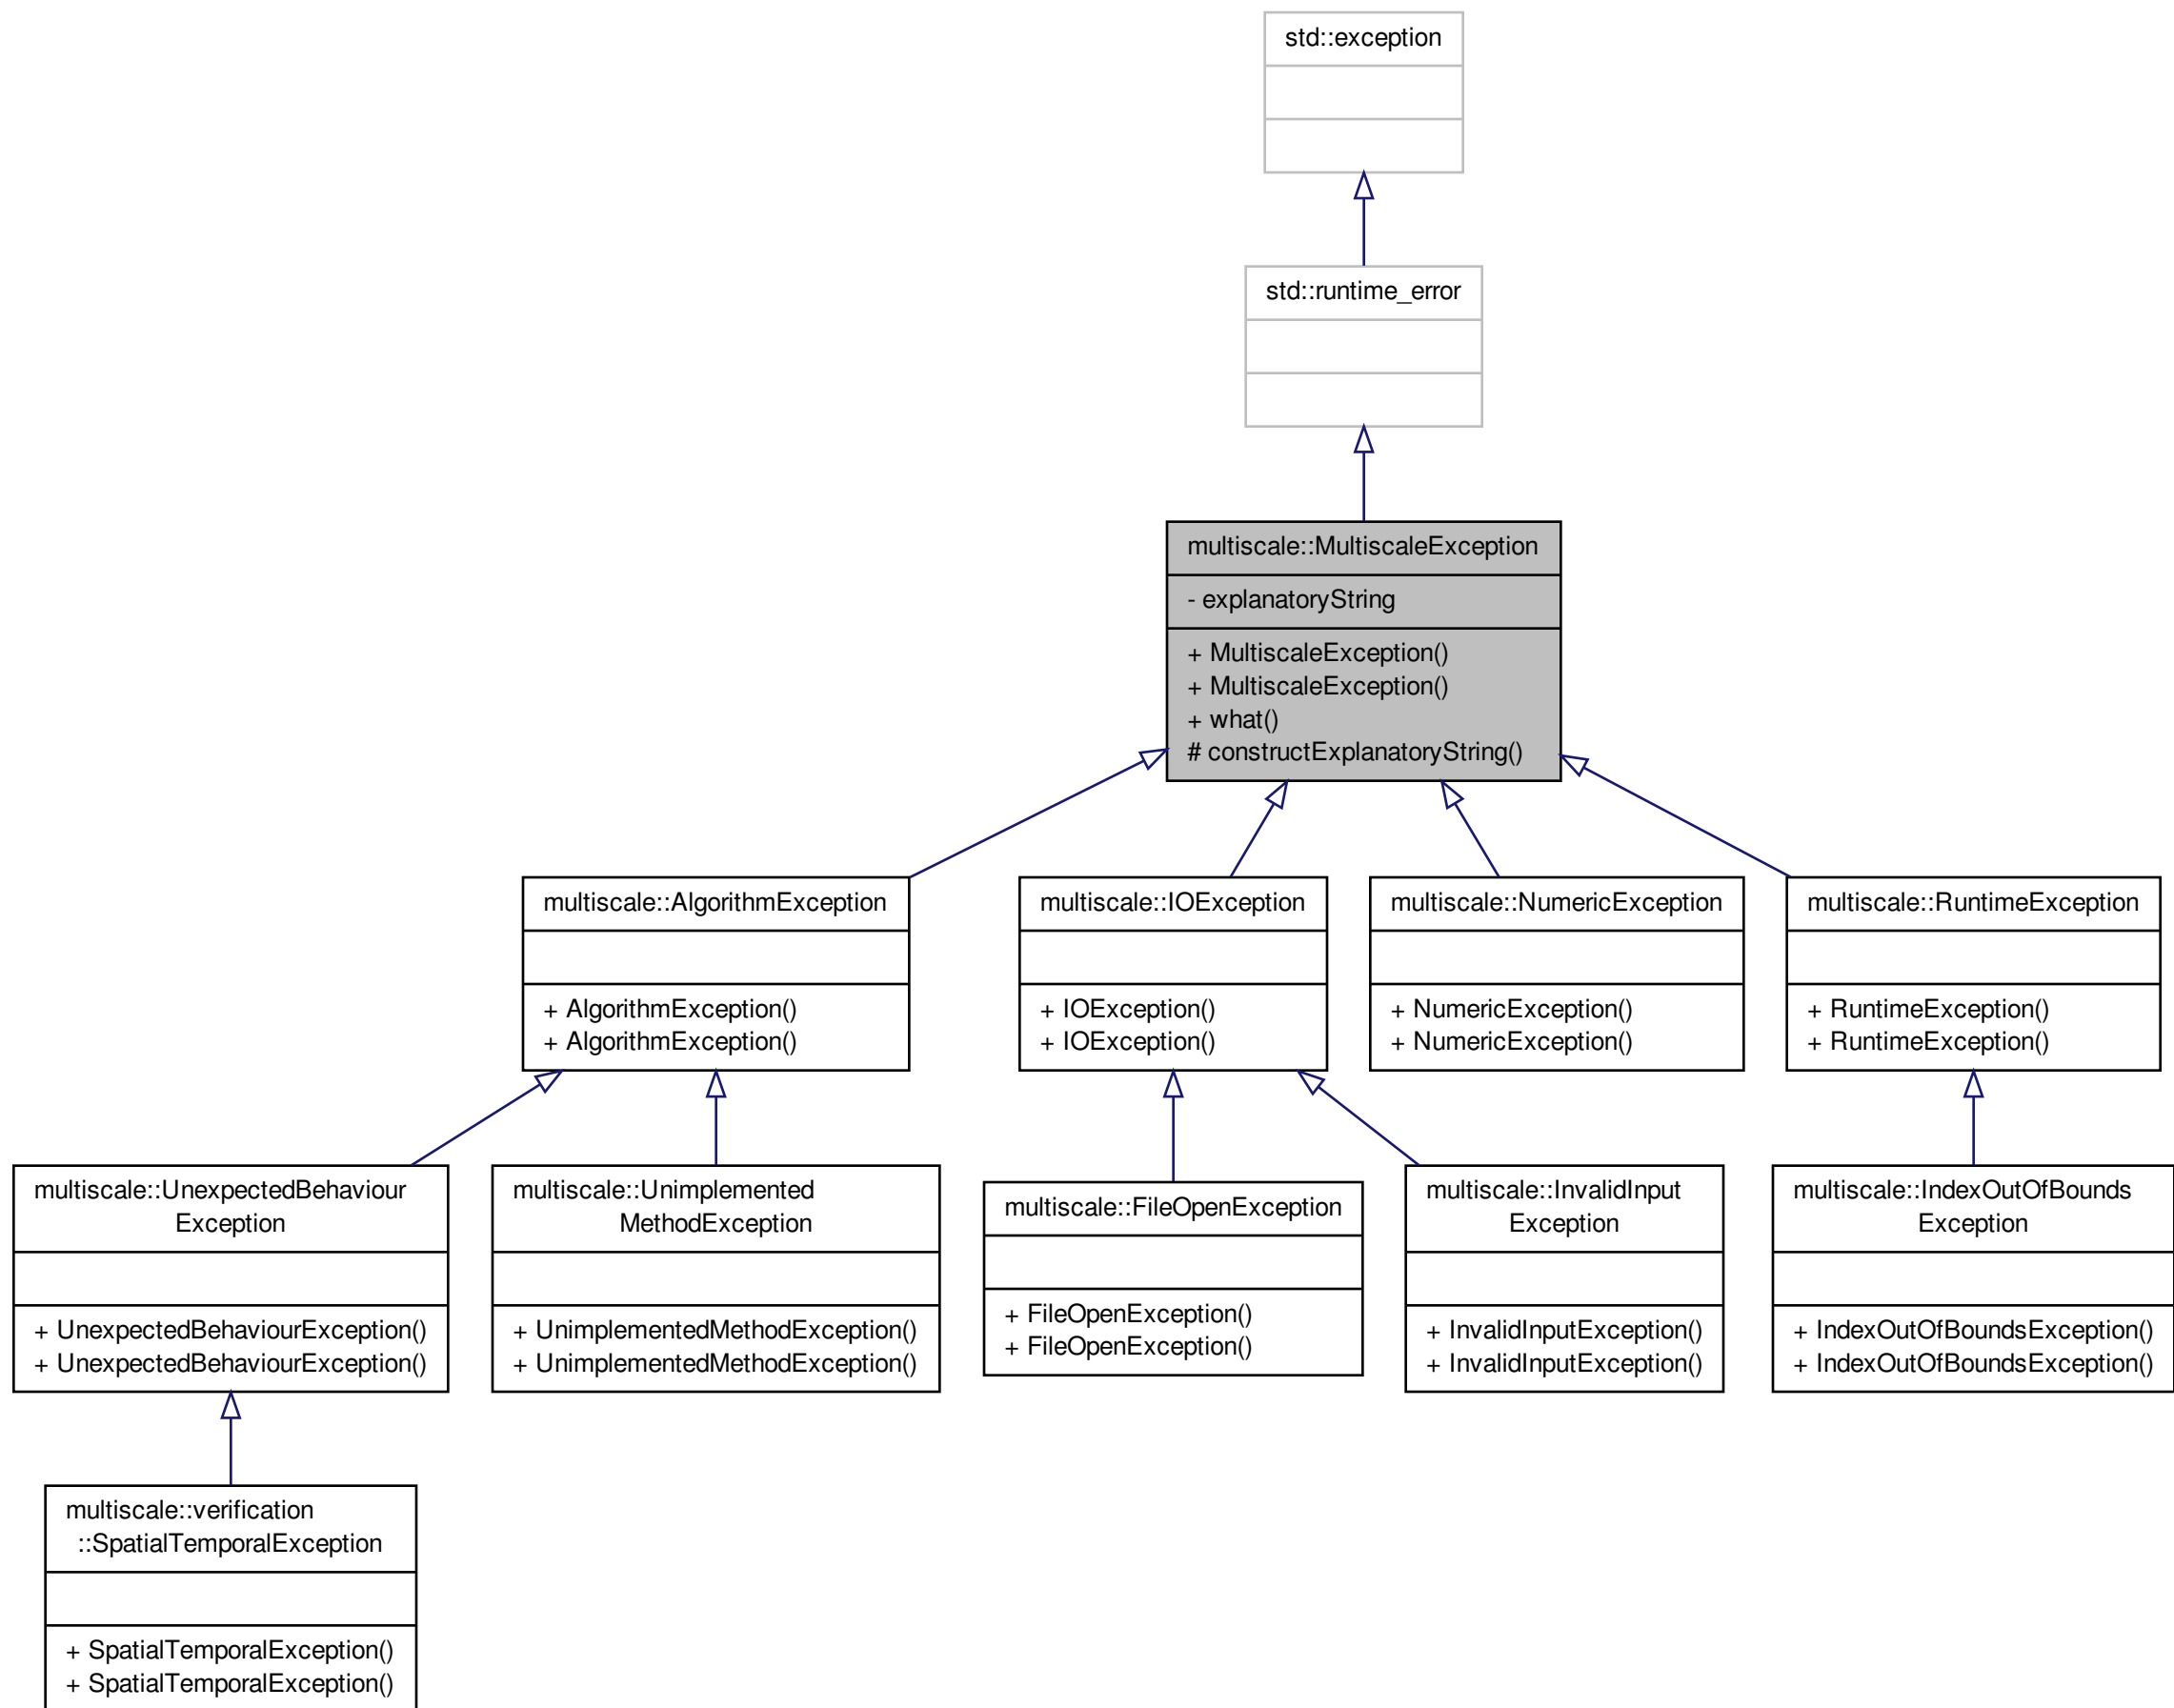 std::exception
std::runtime_error
multiscale::MultiscaleException
- explanatoryString
+ MultiscaleException()
+ MultiscaleException()
+ what()
# constructExplanatoryString()
multiscale::AlgorithmException
+ AlgorithmException()
+ AlgorithmException()
multiscale::IOException
+ IOException()
+ IOException()
multiscale::NumericException
+ NumericException()
+ NumericException()
multiscale::RuntimeException
+ RuntimeException()
+ RuntimeException()
multiscale::UnexpectedBehaviour
Exception
+ UnexpectedBehaviourException()
+ UnexpectedBehaviourException()
multiscale::Unimplemented
MethodException
+ UnimplementedMethodException()
+ UnimplementedMethodException()
multiscale::FileOpenException
+ FileOpenException()
+ FileOpenException()
multiscale::InvalidInput
Exception
+ InvalidInputException()
+ InvalidInputException()
multiscale::IndexOutOfBounds
Exception
+ IndexOutOfBoundsException()
+ IndexOutOfBoundsException()
multiscale::verification
::SpatialTemporalException
+ SpatialTemporalException()
+ SpatialTemporalException()